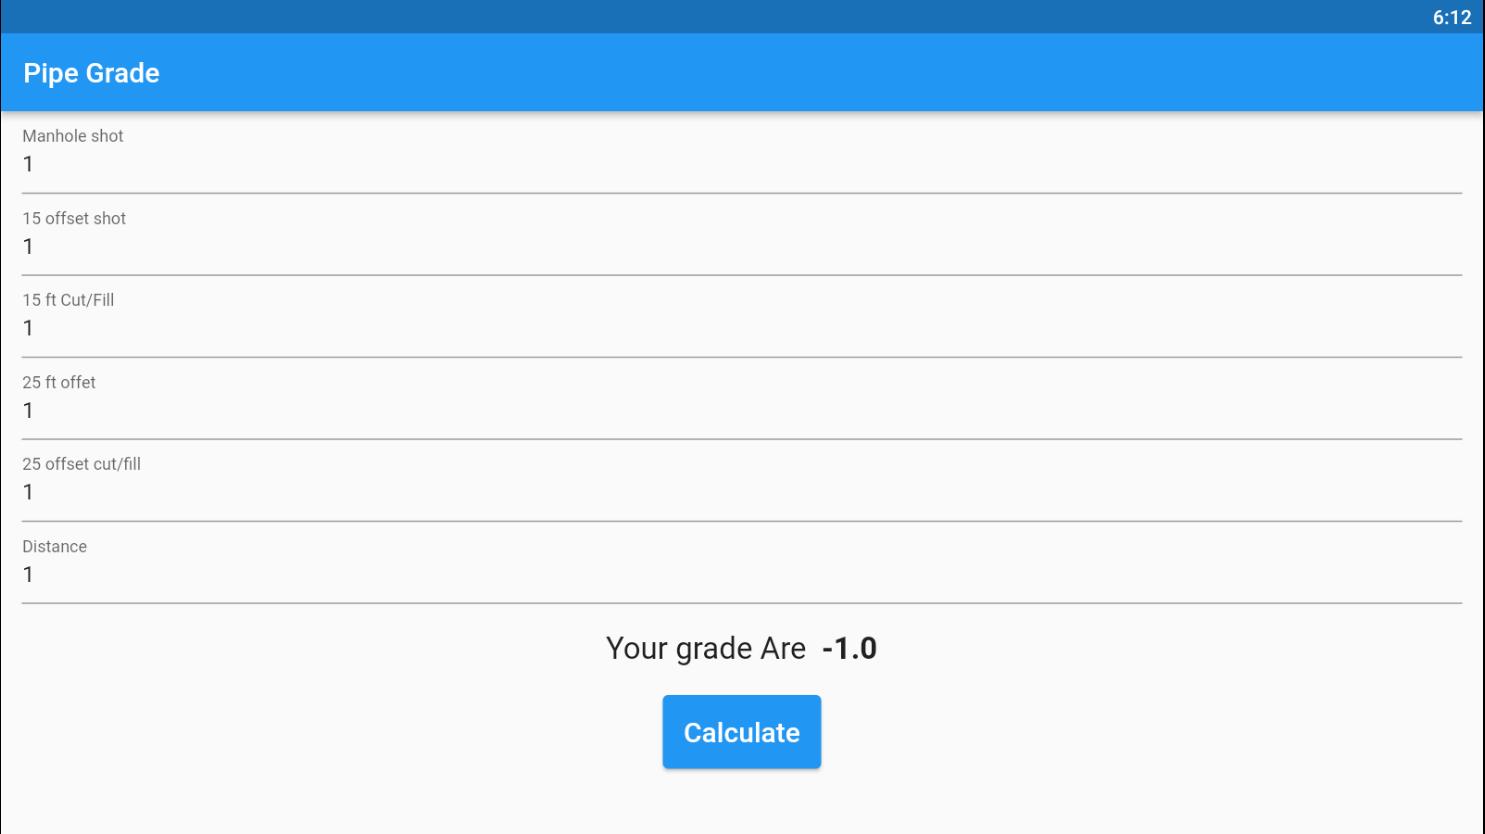 6:12
Pipe Grade
Manhole shot
1
15 offset shot
1
15 ft Cut/Fill
1
25 ft offet
1
25 offset cut/fill
1
Distance
1
Your grade Are -1.0
Calculate